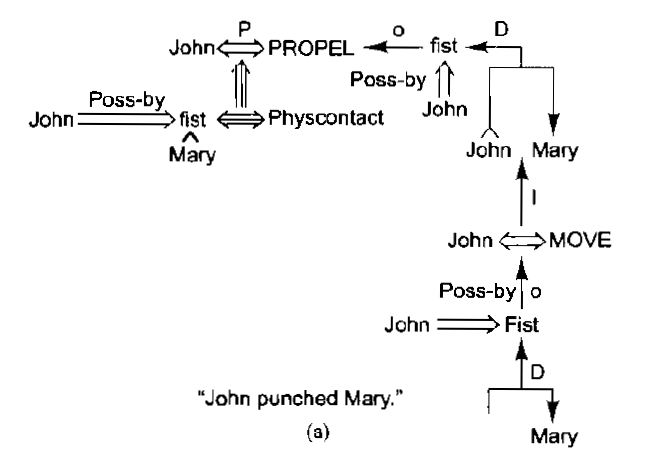 P o D
John PROPEL fist
Poss-by
John
Poss-by
John fist Physcontact
Mary
John Mary
I
John MOVE
Poss-by o
John Fist
D
"John punched Mary."
(a)
Mary